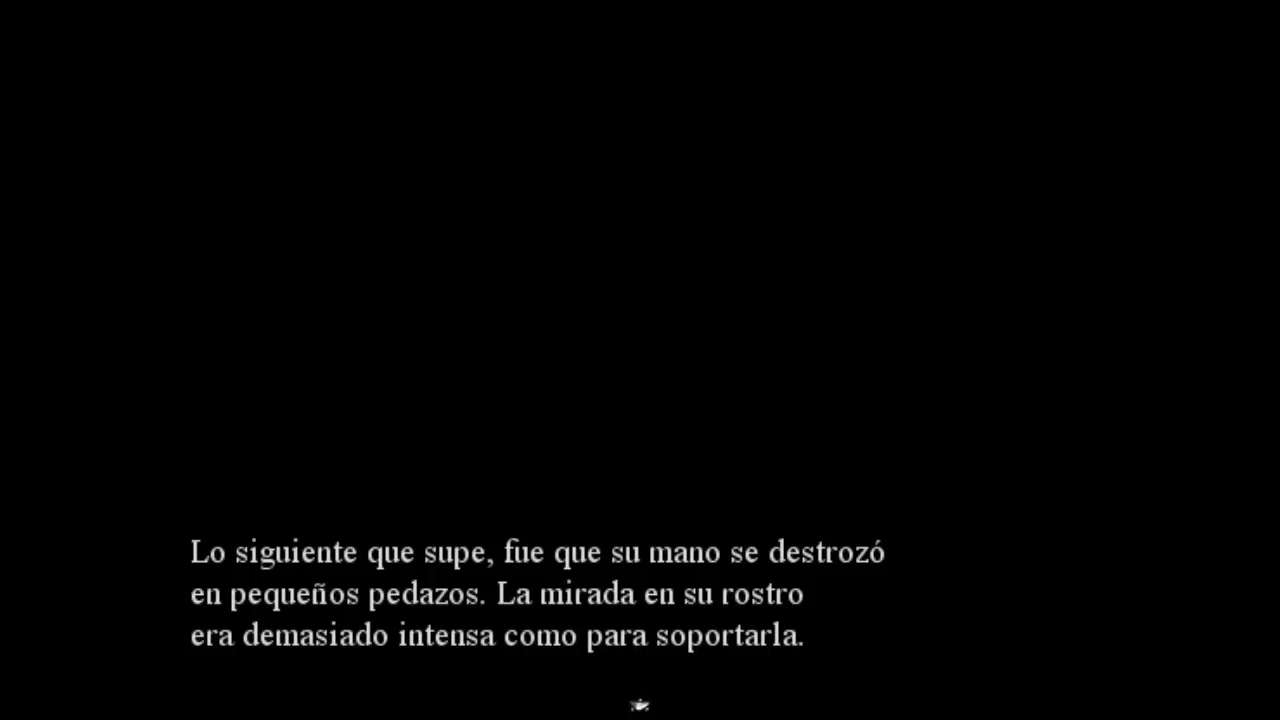 Lo siguiente que supe, fue que su mano se destrozó
en pequeños pedazos. La mirada en su rostro
era demasiado intensa como para soportarla.